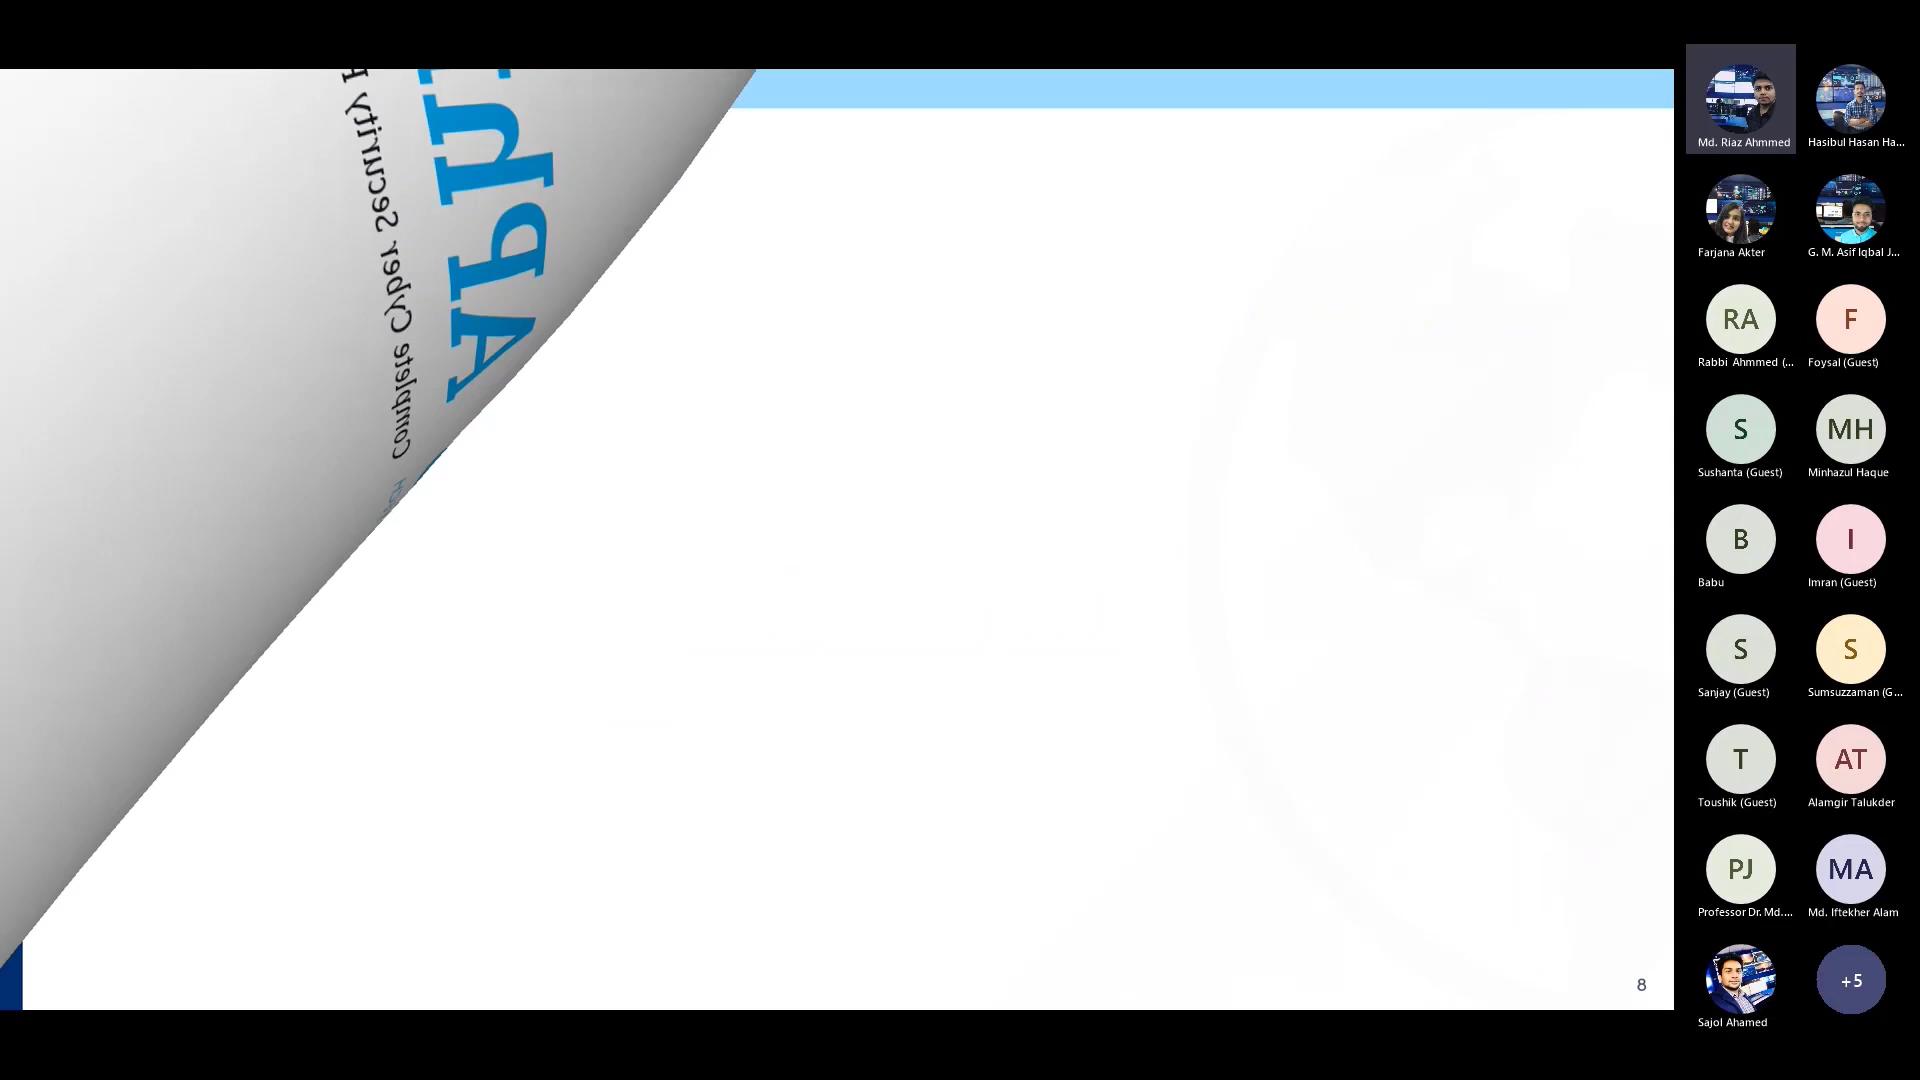 Complete Cyber Security
8
Md. Riaz Ahmmed
Hasibul Hasan Ha...
Farjana Akter
G. M. Asif Iqbal J...
RA
Rabbi Ahmmed (...
F
Foysal (Guest)
S
Sushanta (Guest)
MH
Minhazul Haque
B
Babu
I
Imran (Guest)
S
Sanjay (Guest)
S
Sumsuzzaman (G...
T
Toushik (Guest)
AT
Alamgir Talukder
PJ
Professor Dr. Md....
MA
Md. Iftekher Alam
Sajol Ahamed
+5